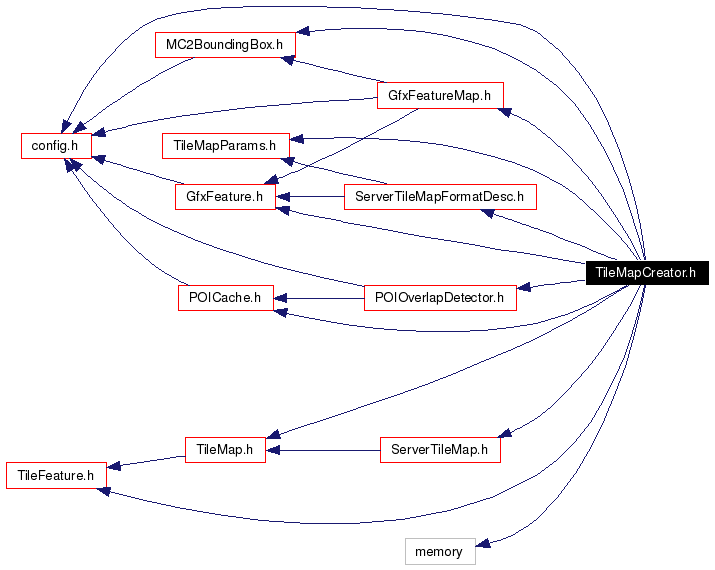 MC2BoundingBox.h
GfxFeatureMap.h
config.h
TileMapParams.h
GfxFeature.h
ServerTileMapFormatDesc.h
TileMapCreator.h
POICache.h
POIOverlapDetector.h
TileMap.h
ServerTileMap.h
TileFeature.h
memory